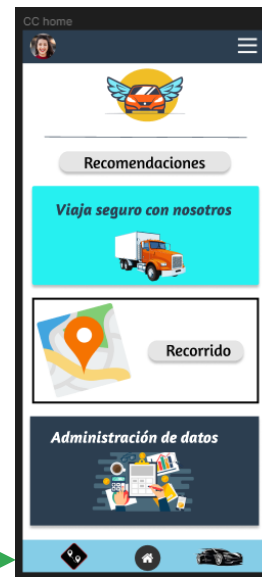 CC home
Recomendaciones
Viaja seguro con nosotros
Recorrido
Administración de datos